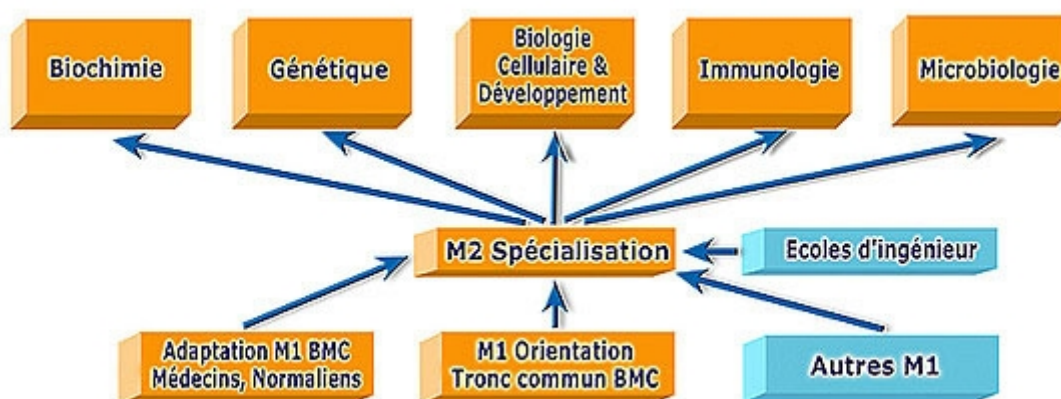 Biochimie
Génétique
Biologie
Cellulaire &
Développement
Immunologie
Microbiologie
M2 Spécialisation
Ecoles d'ingénieur
Adaptation M1 BMC
Médecins, Normaliens
M1 Orientation
Tronc commun BMC
Autres M1